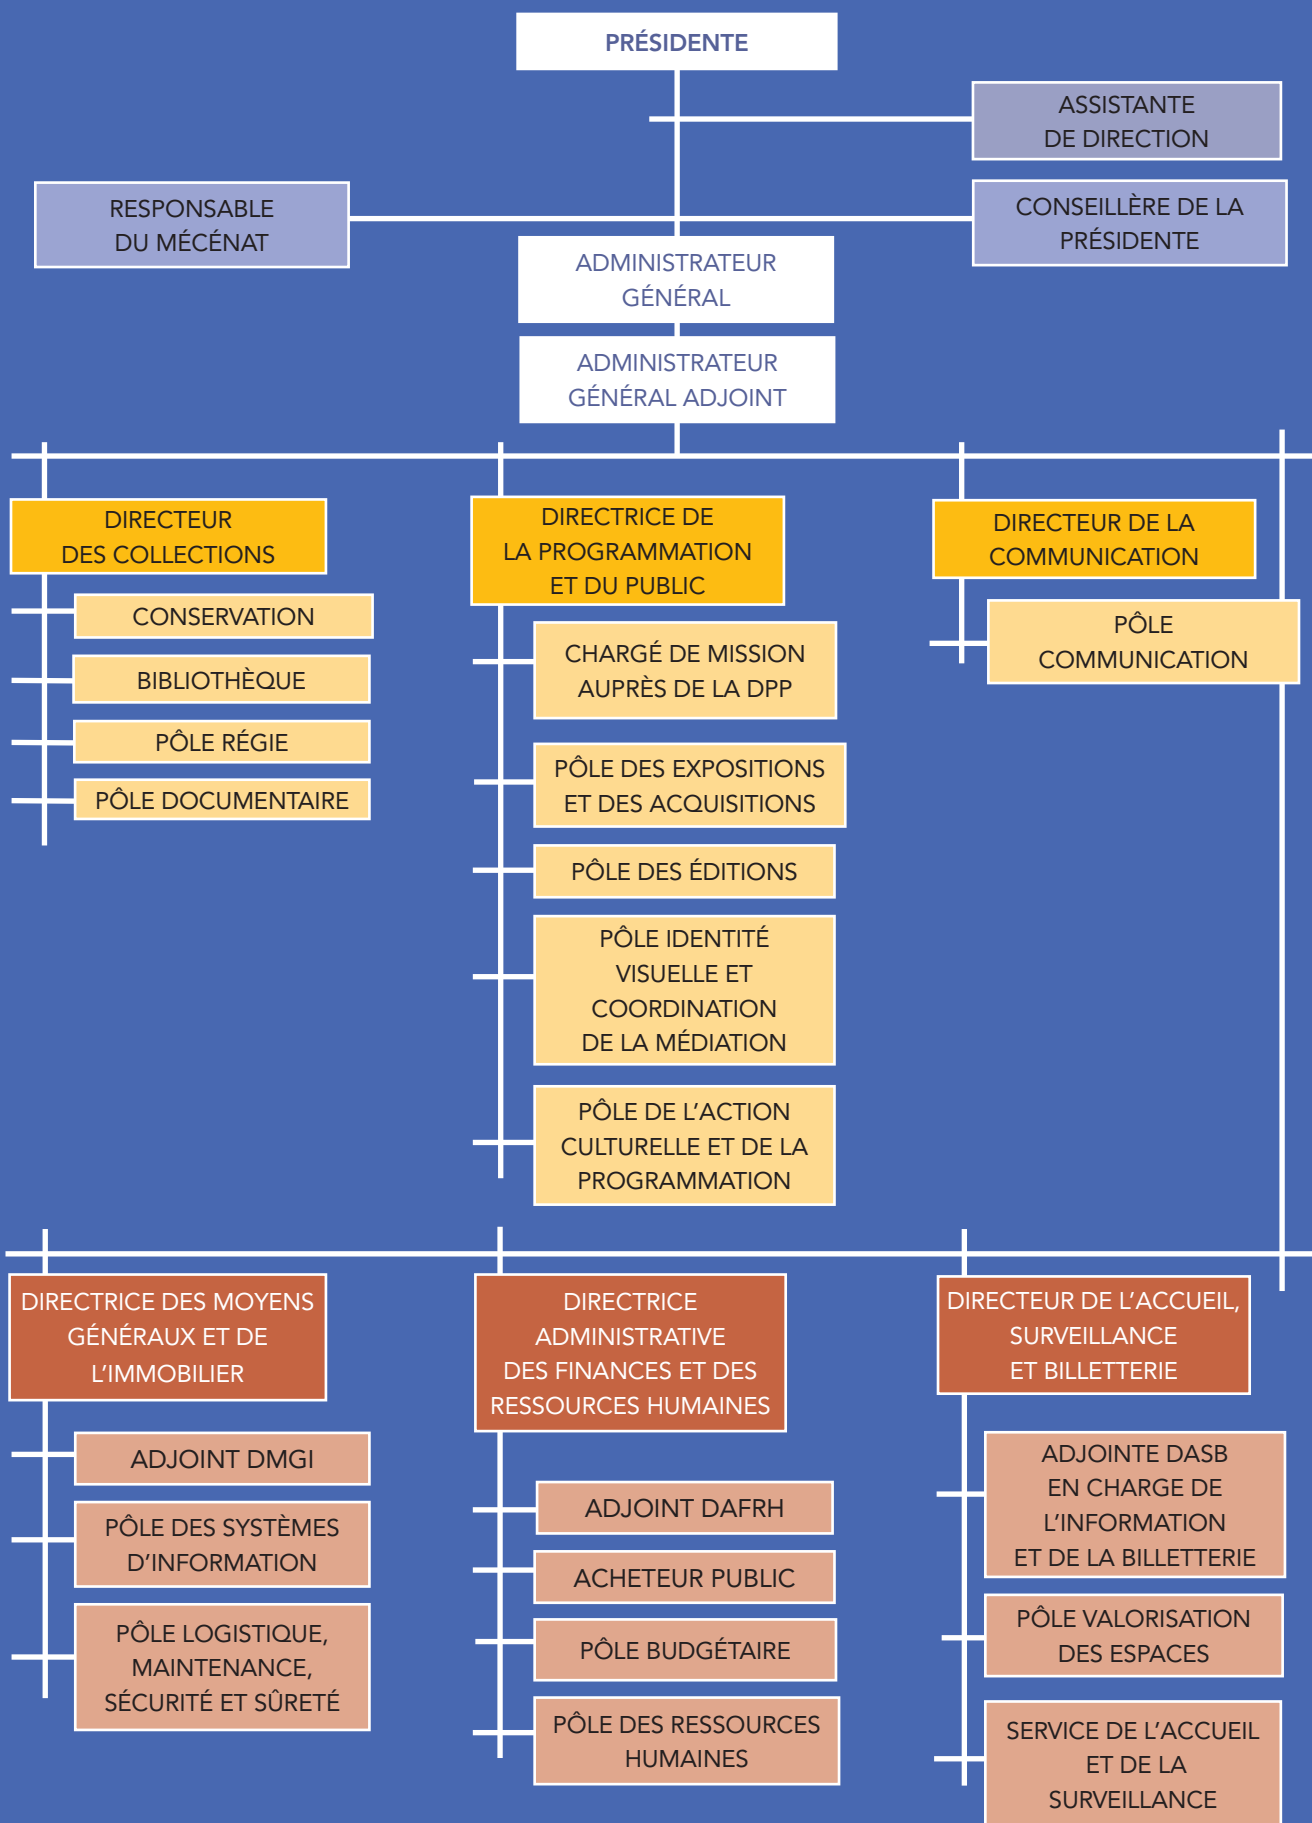 PRÉSIDENTE
ASSISTANTE
DE DIRECTION
RESPONSABLE
DU MÉCÉNAT
CONSEILLÈRE DE LA
PRÉSIDENTE
ADMINISTRATEUR
GÉNÉRAL
ADMINISTRATEUR
GÉNÉRAL ADJOINT
DIRECTEUR
DES COLLECTIONS
CONSERVATION
BIBLIOTHÈQUE
PÔLE RÉGIE
PÔLE DOCUMENTAIRE
DIRECTRICE DE
LA PROGRAMMATION
ET DU PUBLIC
CHARGÉ DE MISSION
AUPRÈS DE LA DPP
PÔLE DES EXPOSITIONS
ET DES ACQUISITIONS
PÔLE DES ÉDITIONS
PÔLE IDENTITÉ
VISUELLE ET
COORDINATION
DE LA MÉDIATION
PÔLE DE L’ACTION
CULTURELLE ET DE LA
PROGRAMMATION
DIRECTEUR DE LA
COMMUNICATION
PÔLE
COMMUNICATION
DIRECTRICE DES MOYENS
GÉNÉRAUX ET DE
L’IMMOBILIER
ADJOINT DMGI
PÔLE DES SYSTÈMES
D’INFORMATION
PÔLE LOGISTIQUE,
MAINTENANCE,
SÉCURITÉ ET SÛRETÉ
DIRECTRICE
ADMINISTRATIVE
DES FINANCES ET DES
RESSOURCES HUMAINES
ADJOINT DAFRH
ACHETEUR PUBLIC
PÔLE BUDGÉTAIRE
PÔLE DES RESSOURCES
HUMAINES
DIRECTEUR DE L’ACCUEIL,
SURVEILLANCE
ET BILLETTERIE
ADJOINTE DASB
EN CHARGE DE
L’INFORMATION
ET DE LA BILLETTERIE
PÔLE VALORISATION
DES ESPACES
SERVICE DE L’ACCUEIL
ET DE LA
SURVEILLANCE